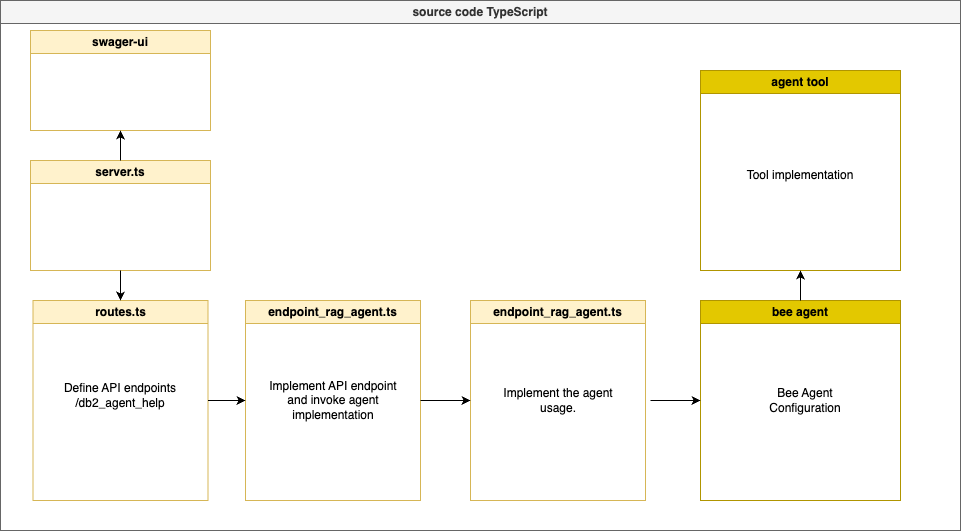 source code TypeScript
swager-ui
agent tool
server.ts
Tool implementation
routes.ts
endpoint_rag_agent.ts
endpoint_rag_agent.ts
bee agent
Define API endpoints
/db2_agent_help
Implement API endpoint
and invoke agent
implementation
Implement the agent
usage.
Bee Agent
Configuration